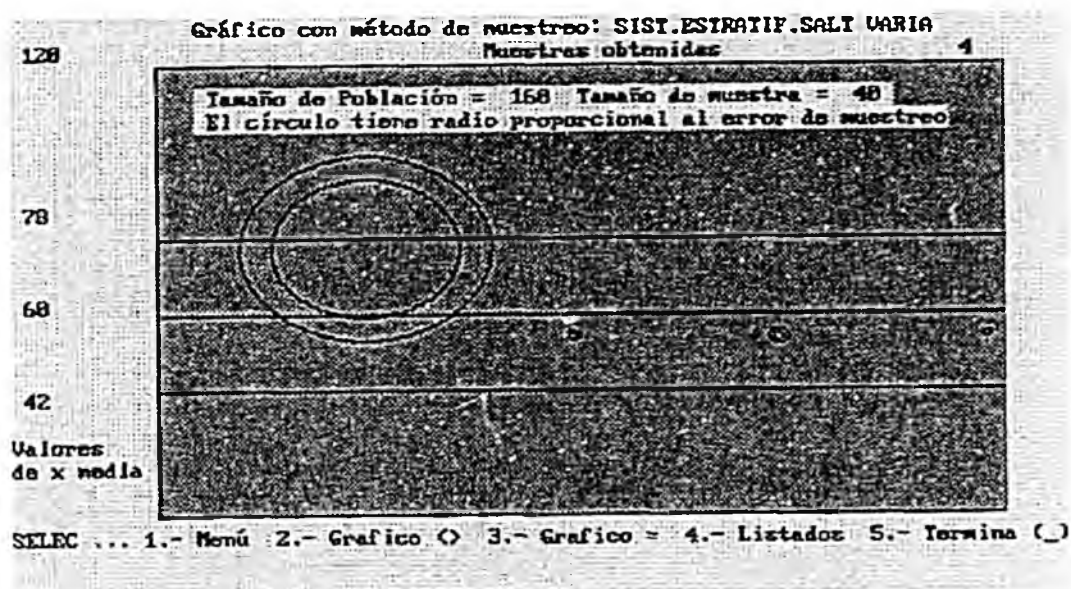 Gráfico con método de muestreo: SIST.ESTRATIF.SALT VARIA
Muestras obtenidas 4
120
Tamaño de Población = 160 Tamaño de muestra = 40
El círculo tiene radio proporcional al error de muestreo
78
60
42
Valores
de x media
SELEC ... 1.- Menú 2.- Grafico <> 3.- Grafico = 4.- Listados 5.- Termina (_)